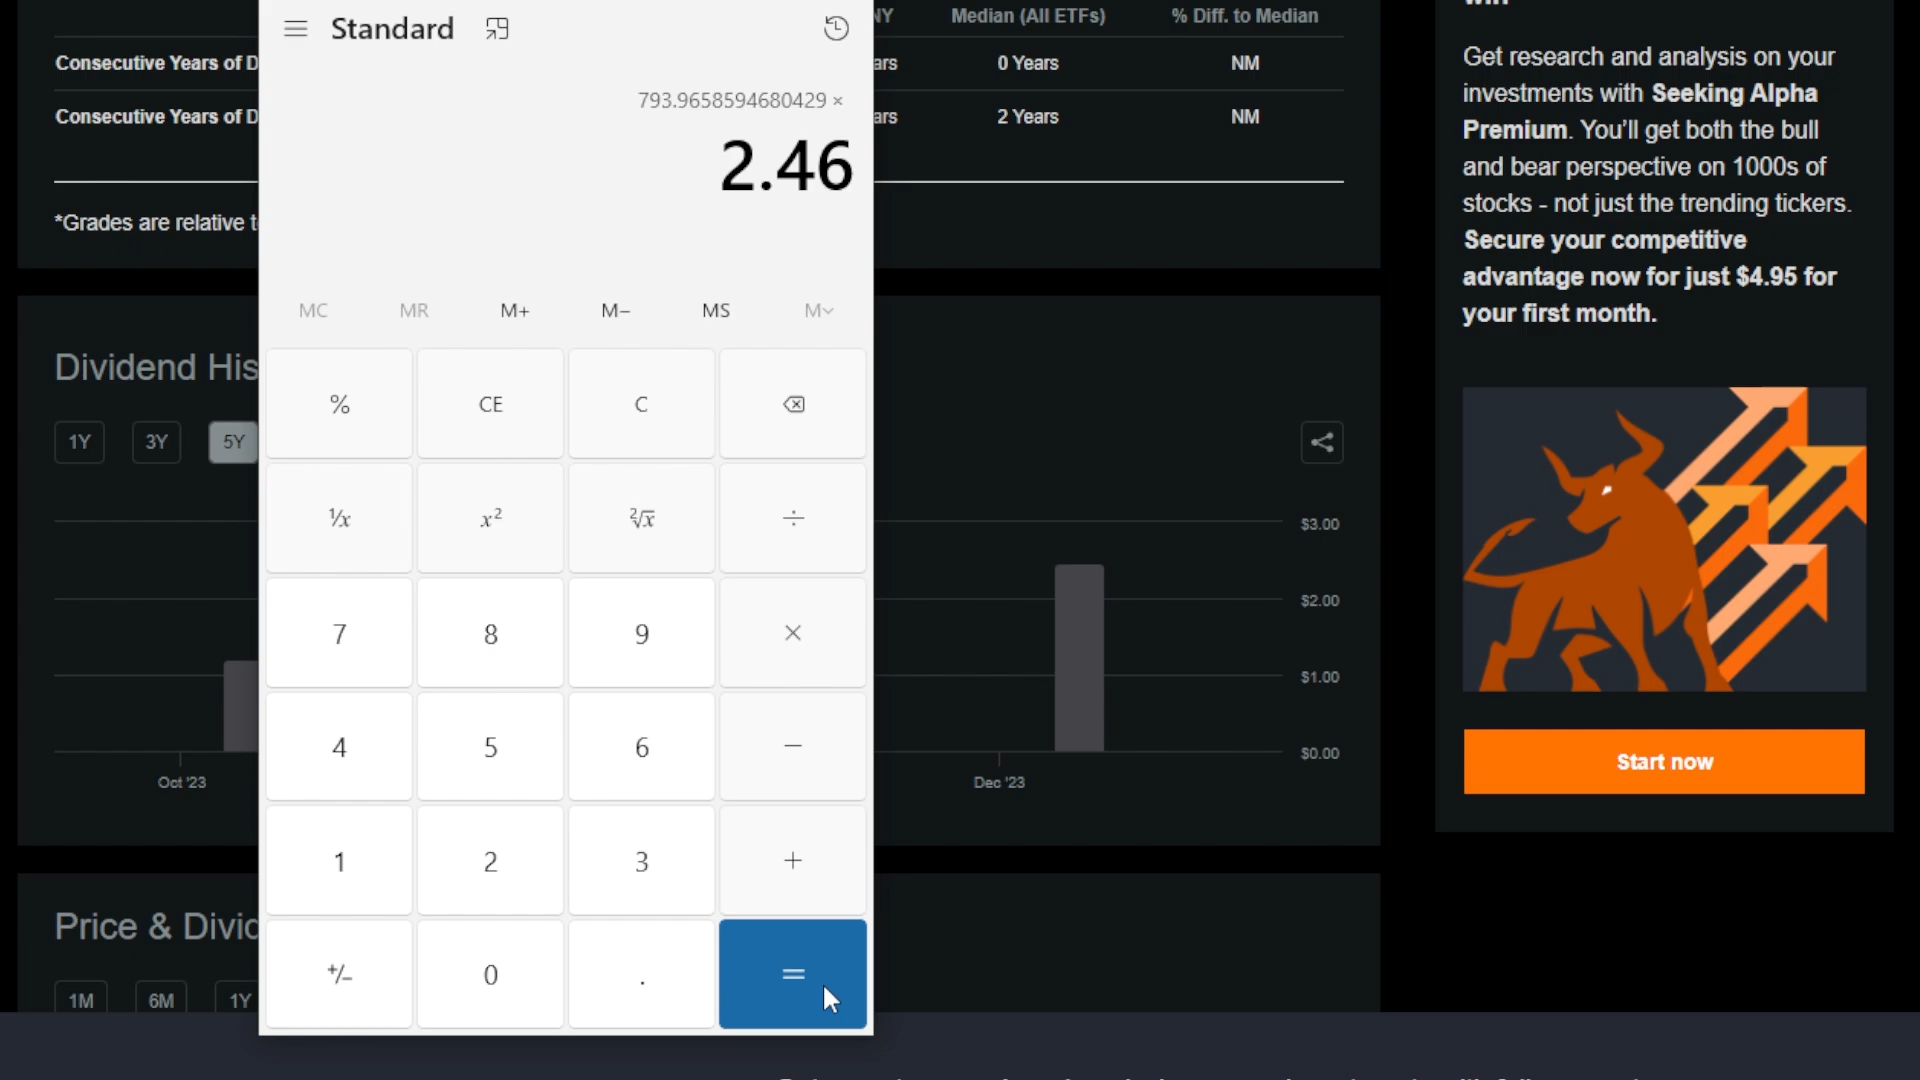 NY
Median (All ETFs)
% Diff. to Median
Consecutive Years of D
ars
0 Years
NM
Consecutive Years of D
ars
2 Years
NM
*Grades are relative t
Standard
793.9658594680429 ×
2.46
MC
MR
M+
M−
MS
M
%
CE
C
⅟x
x²
²√x
÷
7
8
9
×
4
5
6
−
1
2
3
+
+/−
0
.
=
Dividend His
1Y
3Y
5Y
$3.00
$2.00
$1.00
$0.00
Oct '23
Dec '23
Price & Divid
1M
6M
1Y
Get research and analysis on your
investments with Seeking Alpha
Premium. You'll get both the bull
and bear perspective on 1000s of
stocks - not just the trending tickers.
Secure your competitive
advantage now for just $4.95 for
your first month.
Start now